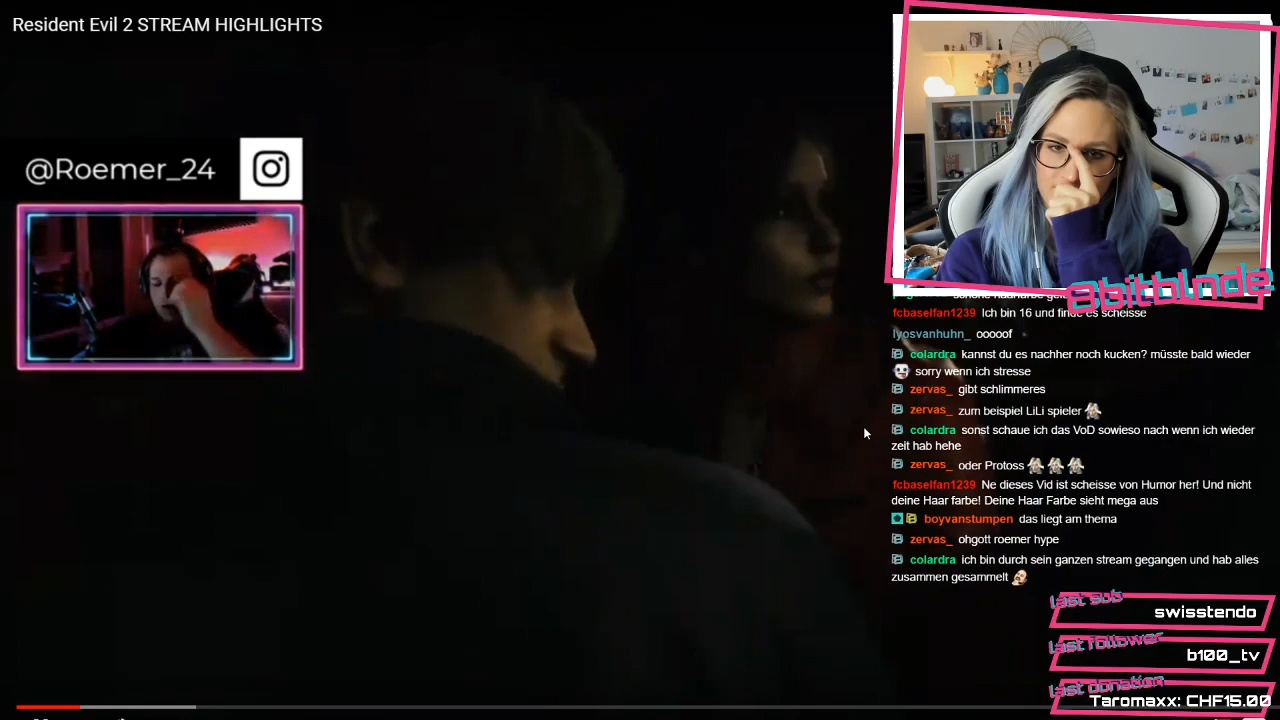 Resident Evil 2 STREAM HIGHLIGHTS
@Roemer_24
8bitblnde
fcbaselfan1239 Ich bin 16 und finde es scheisse
lyosvanhuhn_ ooooof
colardra kannst du es nachher noch kucken? müsste bald wieder
sorry wenn ich stresse
zervas_ gibt schlimmeres
zervas_ zum beispiel LiLi spieler
colardra sonst schaue ich das VoD sowieso nach wenn ich wieder
zeit hab hehe
zervas_ oder Protoss
fcbaselfan1239 Ne dieses Vid ist scheisse von Humor her! Und nicht
deine Haar farbe! Deine Haar Farbe sieht mega aus
boyvanstumpen das liegt am thema
zervas_ ohgott roemer hype
colardra ich bin durch sein ganzen stream gegangen und hab alles
zusammen gesammelt
last sub
swisstendo
last follower
b100_tv
last donation
Taromaxx: CHF15.00